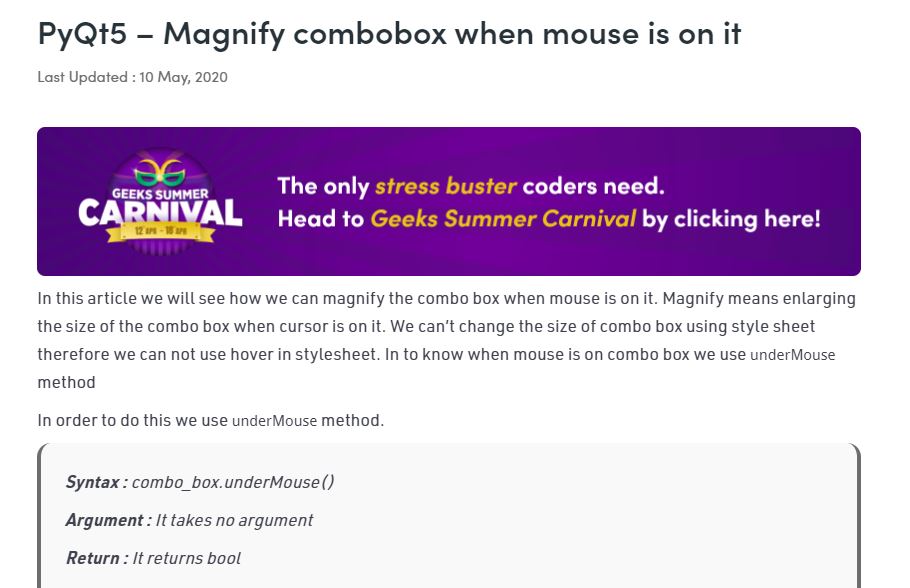 PyQt5 – Magnify combobox when mouse is on it
Last Updated : 10 May, 2020
GEEKS SUMMER
CARNIVAL
12 APR - 18 APR
The only stress buster coders need.
Head to Geeks Summer Carnival by clicking here!
In this article we will see how we can magnify the combo box when mouse is on it. Magnify means enlarging
the size of the combo box when cursor is on it. We can't change the size of combo box using style sheet
therefore we can not use hover in stylesheet. In to know when mouse is on combo box we use underMouse
method
In order to do this we use underMouse method.
Syntax : combo_box.underMouse()
Argument : It takes no argument
Return : It returns bool